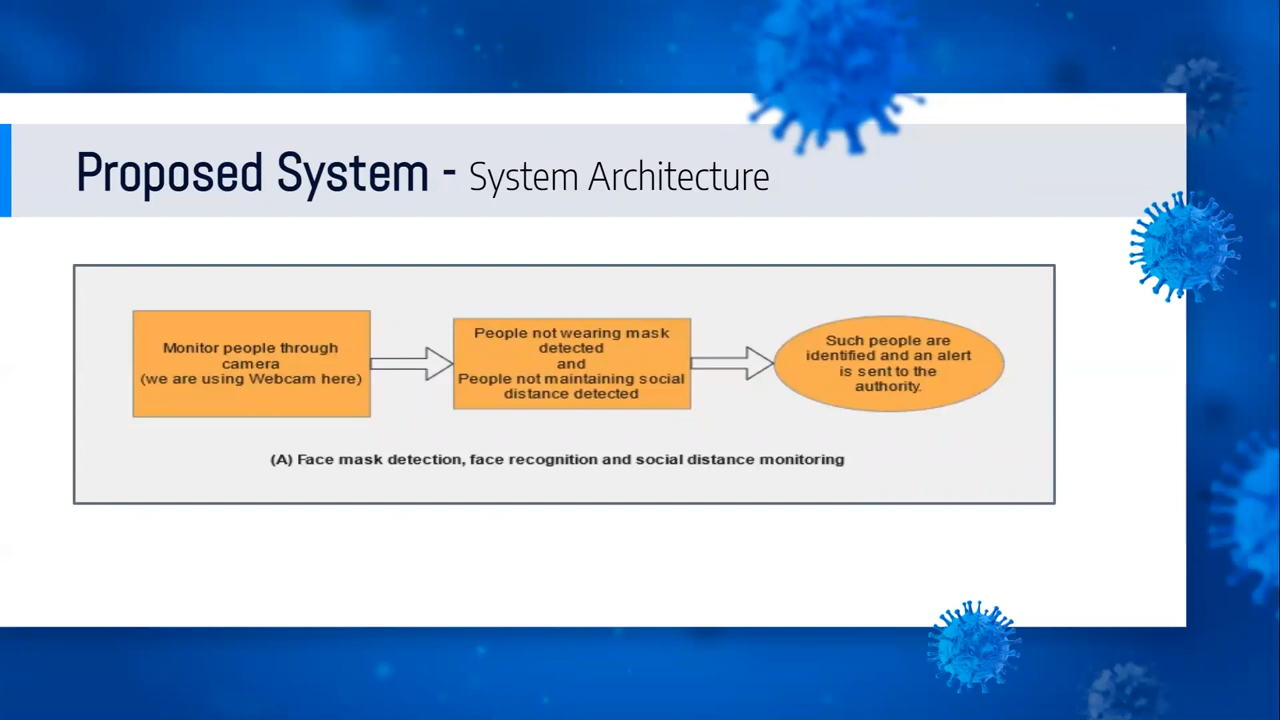 Proposed System - System Architecture
Monitor people through
camera
(we are using Webcam here)
People not wearing mask
detected
and
People not maintaining social
distance detected
Such people are
identified and an alert
is sent to the
authority.
(A) Face mask detection, face recognition and social distance monitoring